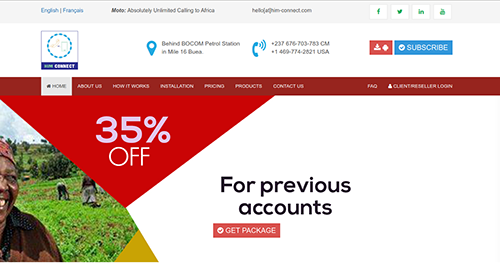 English | Français
Moto: Absolutely Unlimited Calling to Africa
hello[at]him-connect.com
HIM CONNECT
Behind BOCOM Petrol Station
in Mile 16 Buea.
+237 676-703-783 CM
+1 469-774-2821 USA
SUBSCRIBE
HOME
ABOUT US
HOW IT WORKS
INSTALLATION
PRICING
PRODUCTS
CONTACT US
FAQ
CLIENT/RESELLER LOGIN
35%
OFF
For previous
accounts
GET PACKAGE